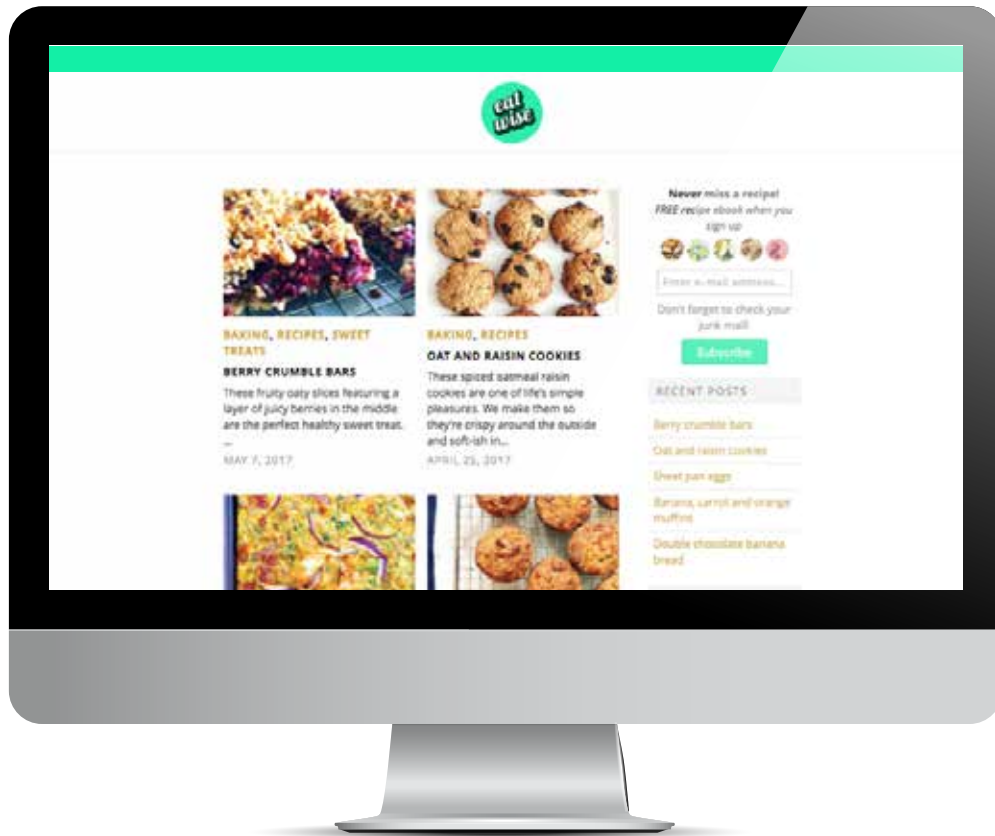 eat
wise
BAKING, RECIPES, SWEET
TREATS
BERRY CRUMBLE BARS
These fruity oaty slices featuring a
layer of juicy berries in the middle
are the perfect healthy sweet treat.
...
MAY 7, 2017
BAKING, RECIPES
OAT AND RAISIN COOKIES
These spiced oatmeal raisin
cookies are one of life's simple
pleasures. We make them so
they're crispy around the outside
and soft-ish in...
APRIL 25, 2017
Never miss a recipe!
FREE recipe ebook when you
sign up
Enter e-mail address...
Don't forget to check your
junk mail!
Subscribe
RECENT POSTS
Berry crumble bars
Oat and raisin cookies
Sheet pan eggs
Banana, carrot and orange
muffins
Double chocolate banana
bread